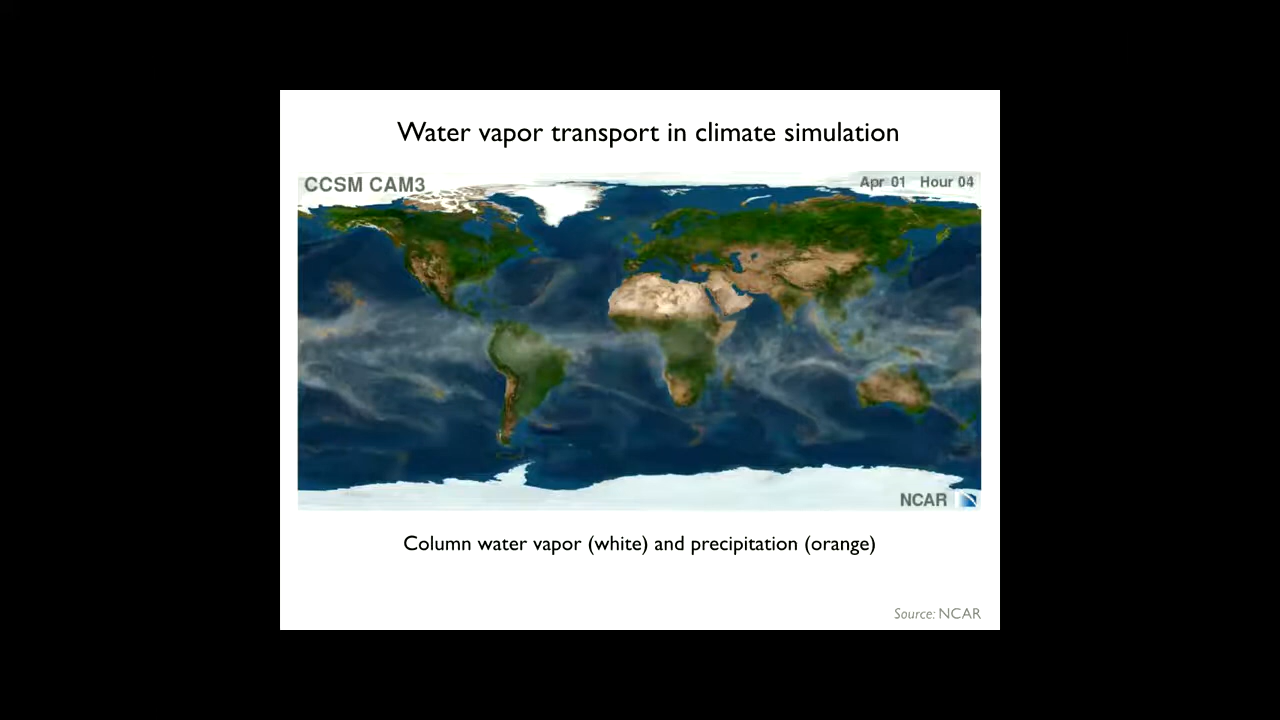 Water vapor transport in climate simulation
CCSM CAM3
Apr 01 Hour 04
NCAR
Column water vapor (white) and precipitation (orange)
Source: NCAR